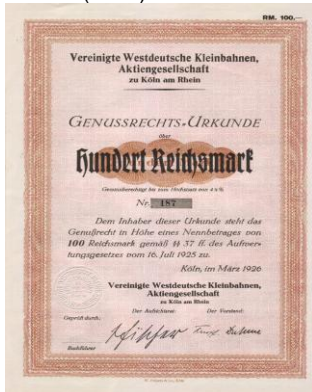 RM. 100.—
Vereinigte Westdeutsche Kleinbahnen,
Aktiengesellschaft
zu Köln am Rhein
GENUSSRECHTS-URKUNDE
über
Hundert Reichsmark
Nr. 187
Dem Inhaber dieser Urkunde steht das
Genußrecht in Höhe eines Nennbetrages von
100 Reichsmark gemäß §§ 37 ff. des Aufwer-
tungsgesetzes vom 16. Juli 1925 zu.
Köln, im März 1926
Vereinigte Westdeutsche Kleinbahnen,
Aktiengesellschaft
zu Köln am Rhein
Der Aufsichtsrat: Der Vorstand:
Geprüft durch:
Buchführer